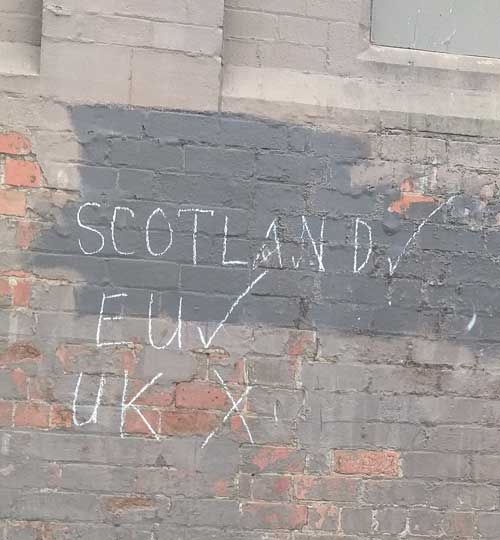 SCOTLAND ✓
EU ✓
UK X